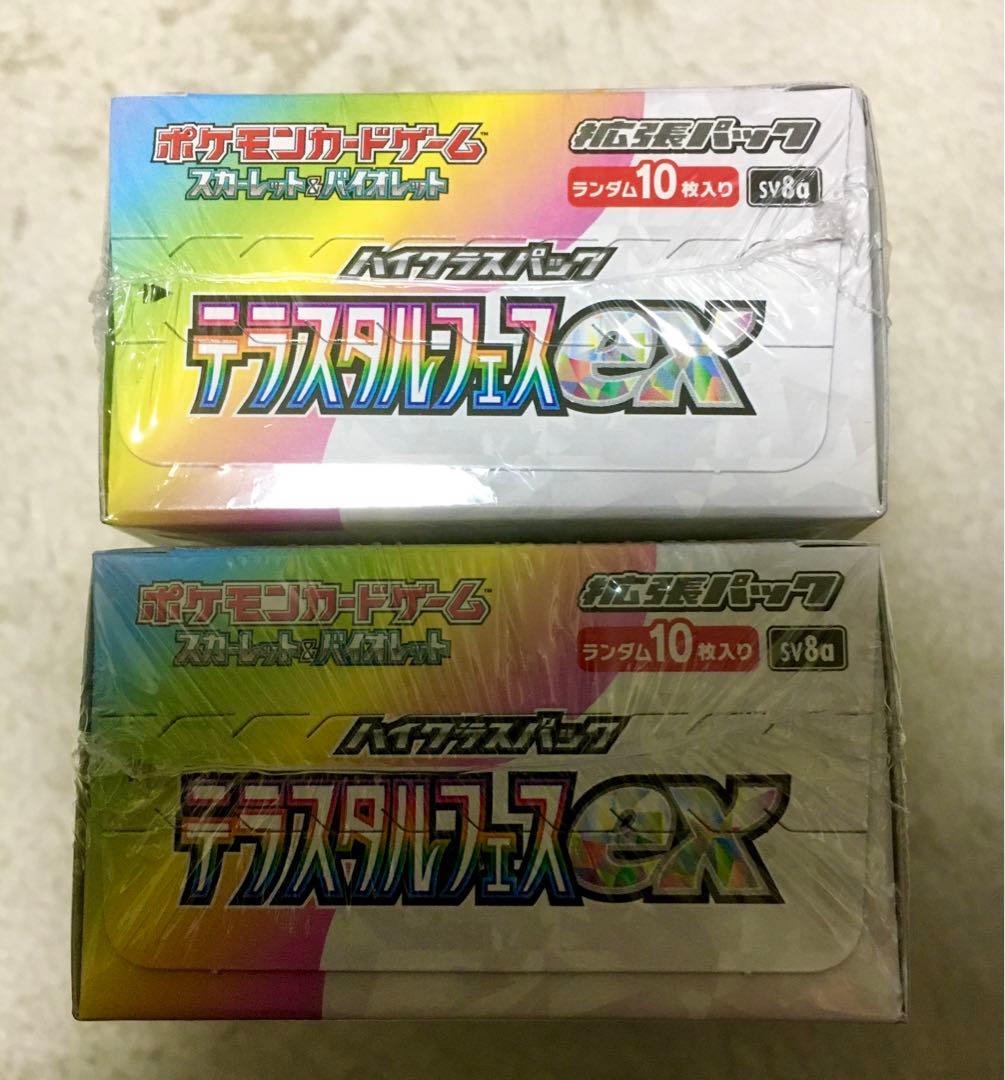 ポケモンカードゲーム™
スカーレット&バイオレット
拡張パック
ランダム10枚入り sv8a
ハイクラスパック
テラスタルフェスex
ポケモンカードゲーム™
スカーレット&バイオレット
拡張パック
ランダム10枚入り sv8a
ハイクラスパック
テラスタルフェスex